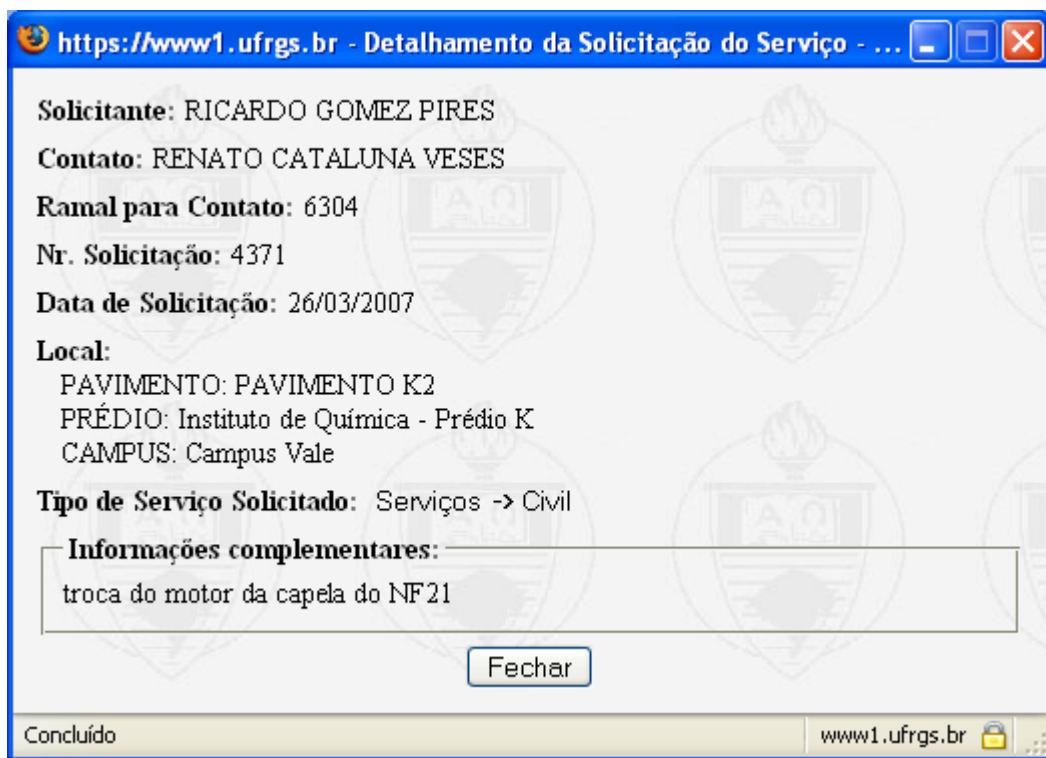 https://www1.ufrgs.br - Detalhamento da Solicitação do Serviço - ...
Solicitante: RICARDO GOMEZ PIRES
Contato: RENATO CATALUNA VESES
Ramal para Contato: 6304
Nr. Solicitação: 4371
Data de Solicitação: 26/03/2007
Local:
PAVIMENTO: PAVIMENTO K2
PRÉDIO: Instituto de Química - Prédio K
CAMPUS: Campus Vale
Tipo de Serviço Solicitado: Serviços -> Civil
Informações complementares:
troca do motor da capela do NF21
Fechar
Concluído www1.ufrgs.br